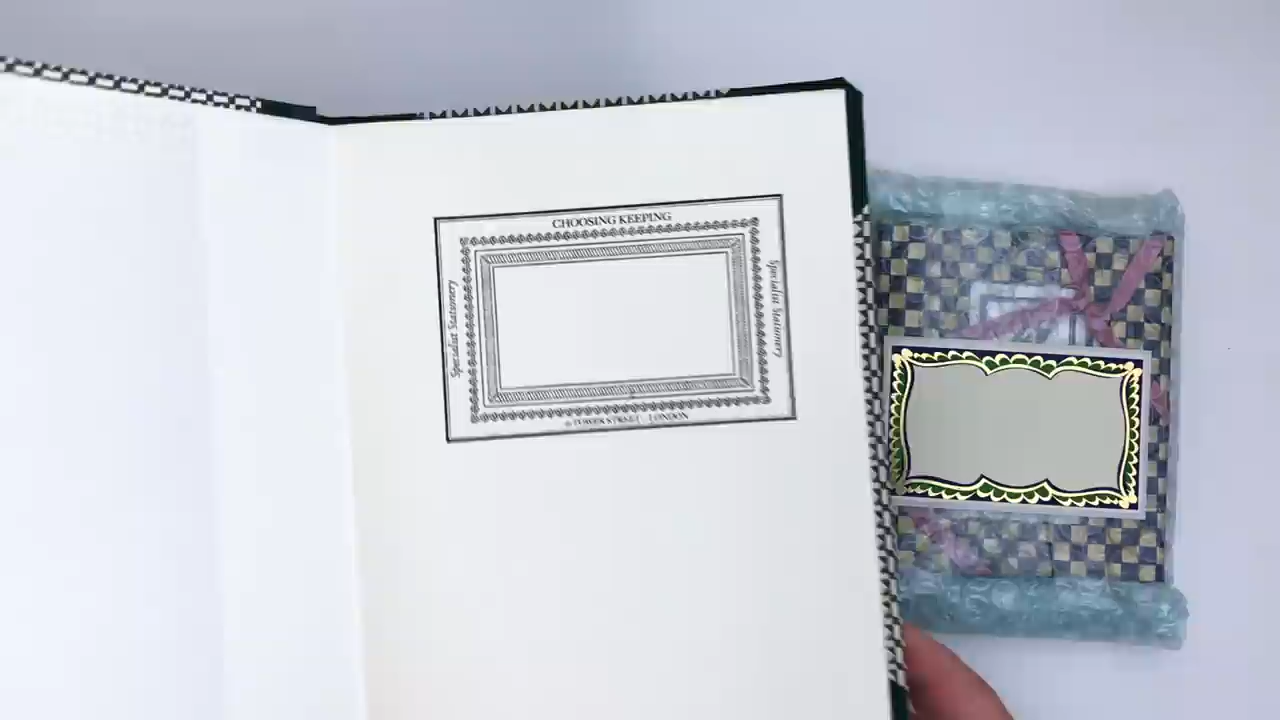 CHOOSING KEEPING
Specialist Stationery
Specialist Stationery
TOWER STREET LONDON